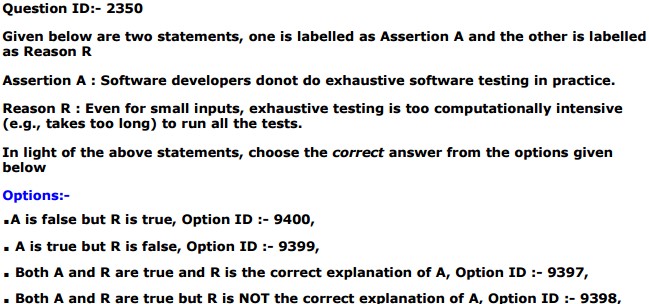 Question ID:- 2350
Given below are two statements, one is labelled as Assertion A and the other is labelled
as Reason R
Assertion A : Software developers donot do exhaustive software testing in practice.
Reason R : Even for small inputs, exhaustive testing is too computationally intensive
(e.g., takes too long) to run all the tests.
In light of the above statements, choose the correct answer from the options given
below
Options:-
▪A is false but R is true, Option ID :- 9400,
▪ A is true but R is false, Option ID :- 9399,
▪ Both A and R are true and R is the correct explanation of A, Option ID :- 9397,
▪ Both A and R are true but R is NOT the correct explanation of A, Option ID :- 9398,